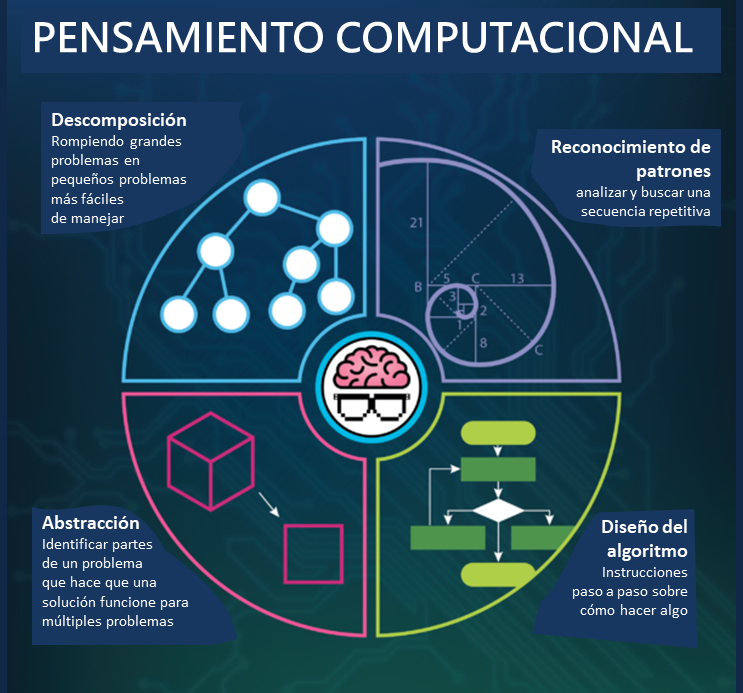 PENSAMIENTO COMPUTACIONAL
Descomposición
Rompiendo grandes
problemas en
pequeños problemas
más fáciles
de manejar
Reconocimiento de
patrones
analizar y buscar una
secuencia repetitiva
21
B
5
C
13
3
2
1
8
C
Abstracción
Identificar partes
de un problema
que hace que una
solución funcione para
múltiples problemas
Diseño del
algoritmo
Instrucciones
paso a paso sobre
cómo hacer algo